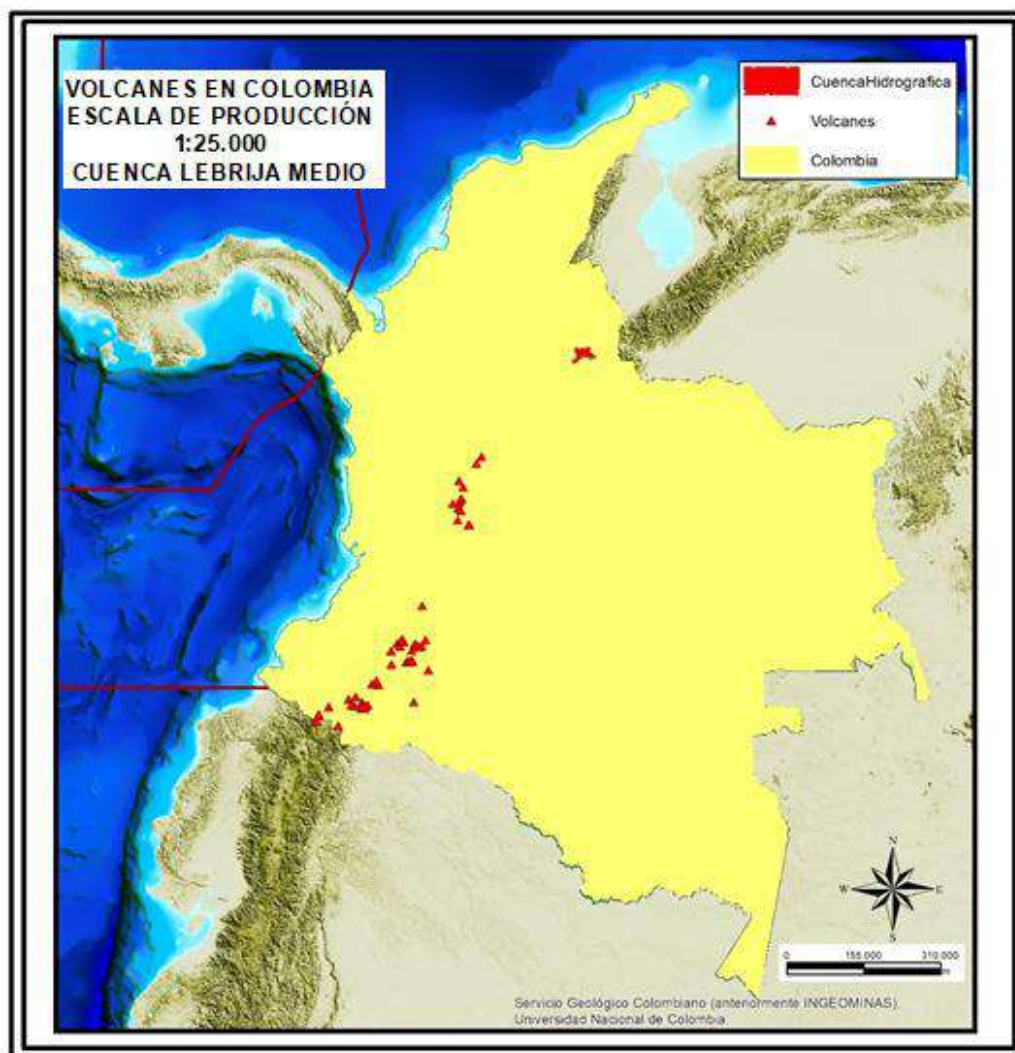 VOLCANES EN COLOMBIA
ESCALA DE PRODUCCIÓN
1:25.000
CUENCA LEBRIJA MEDIO
CuencaHidrografica
Volcanes
Colombia
N
W
E
S
0 155.000 310.000
m
Servicio Geológico Colombiano (anteriormente INGEOMINAS).
Universidad Nacional de Colombia